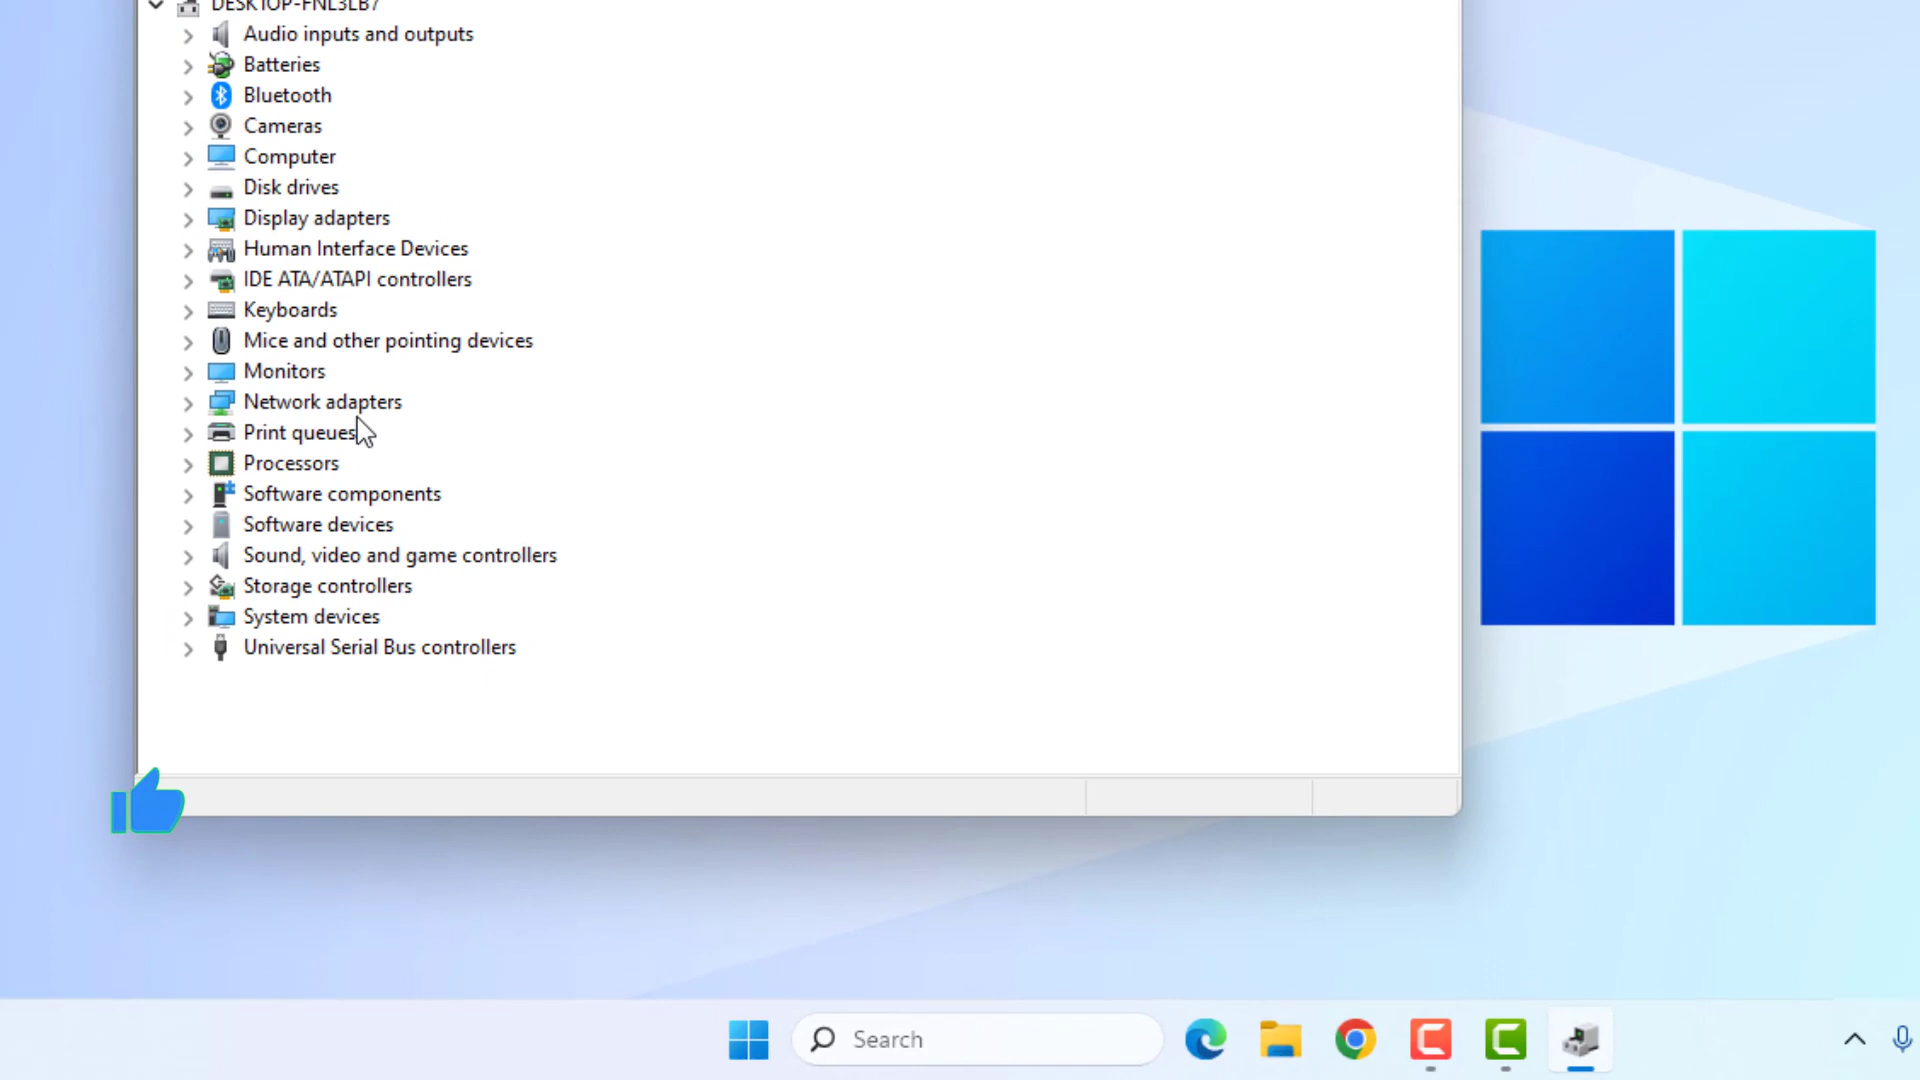 DESKTOP-FNL3LB7
Audio inputs and outputs
Batteries
Bluetooth
Cameras
Computer
Disk drives
Display adapters
Human Interface Devices
IDE ATA/ATAPI controllers
Keyboards
Mice and other pointing devices
Monitors
Network adapters
Print queues
Processors
Software components
Software devices
Sound, video and game controllers
Storage controllers
System devices
Universal Serial Bus controllers
Search